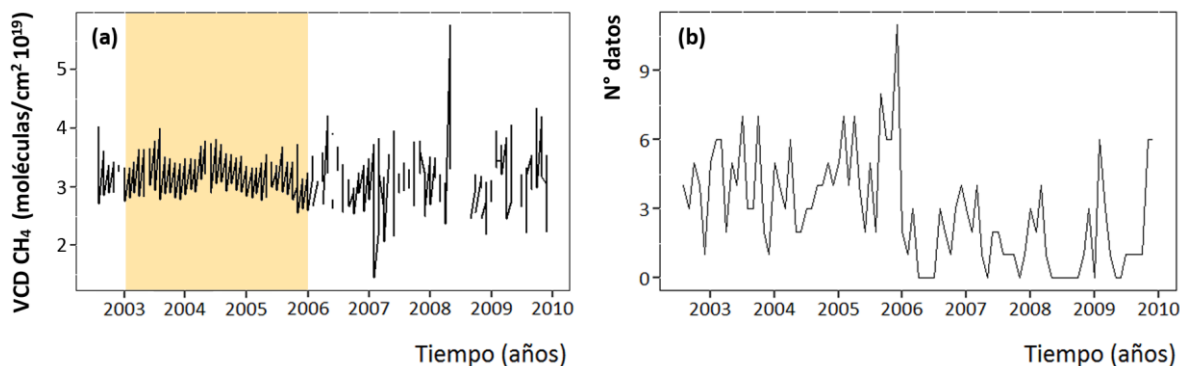 (a)
VCD CH₄ (moléculas/cm² 10¹⁹)
5
4
3
2
2003 2004 2005 2006 2007 2008 2009 2010
Tiempo (años)
(b)
N° datos
9
6
3
0
2003 2004 2005 2006 2007 2008 2009 2010
Tiempo (años)